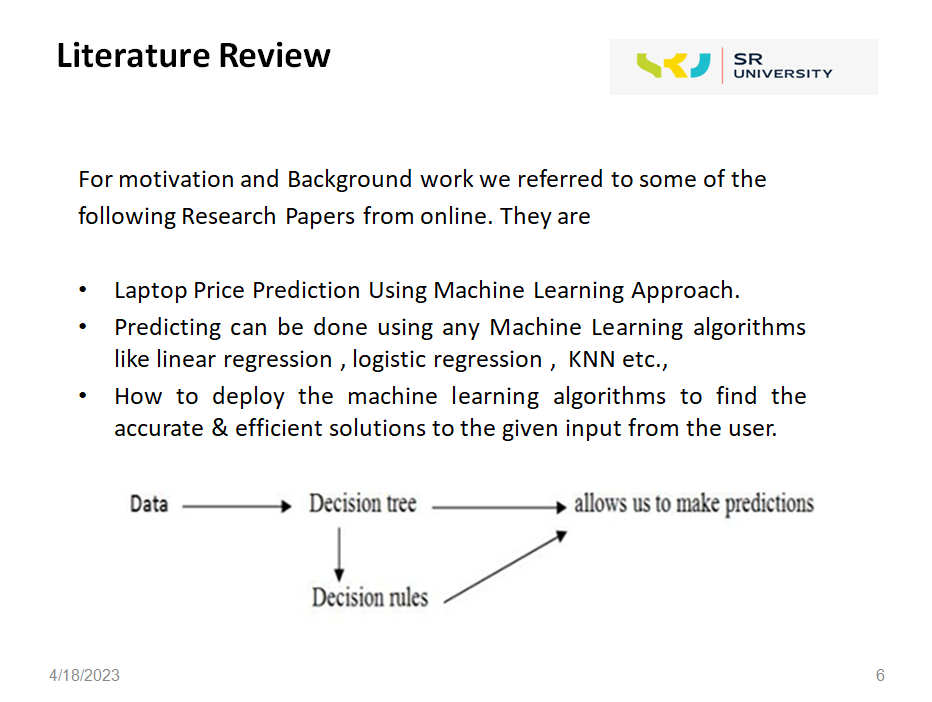 Literature Review
SR
UNIVERSITY
For motivation and Background work we referred to some of the
following Research Papers from online. They are
• Laptop Price Prediction Using Machine Learning Approach.
• Predicting can be done using any Machine Learning algorithms
like linear regression , logistic regression , KNN etc.,
• How to deploy the machine learning algorithms to find the
accurate & efficient solutions to the given input from the user.
Data Decision tree allows us to make predictions
Decision rules
4/18/2023 6